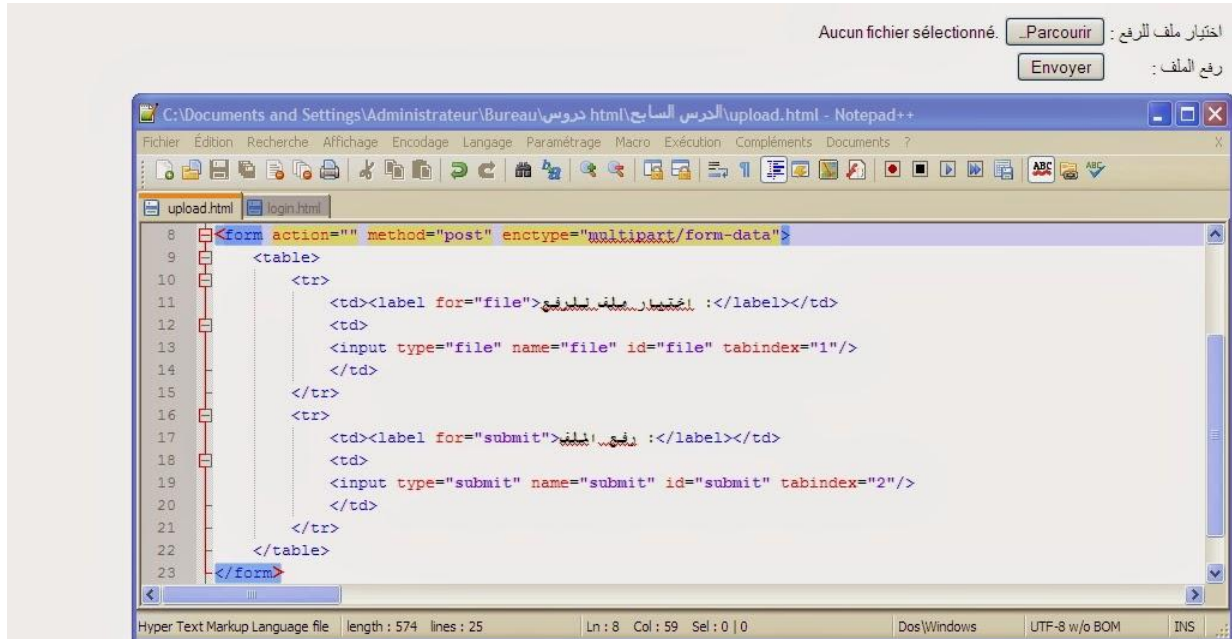 اختيار ملف للرفع : Parcourir.. Aucun fichier sélectionné.
رفع الملف : Envoyer
C:\Documents and Settings\Administrateur\Bureau\دروس html\الدرس السابع\upload.html - Notepad++
Fichier Édition Recherche Affichage Encodage Langage Paramétrage Macro Exécution Compléments Documents ? X
ABC ABC
upload.html login.html
8 <form action="" method="post" enctype="multipart/form-data">
9 <table>
10 <tr>
11 <td><label for="file">اختيار ملف للرفع :</label></td>
12 <td>
13 <input type="file" name="file" id="file" tabindex="1"/>
14 </td>
15 </tr>
16 <tr>
17 <td><label for="submit">رفع الملف :</label></td>
18 <td>
19 <input type="submit" name="submit" id="submit" tabindex="2"/>
20 </td>
21 </tr>
22 </table>
23 </form>
Hyper Text Markup Language file length : 574 lines : 25 Ln : 8 Col : 59 Sel : 0 | 0 Dos\Windows UTF-8 w/o BOM INS